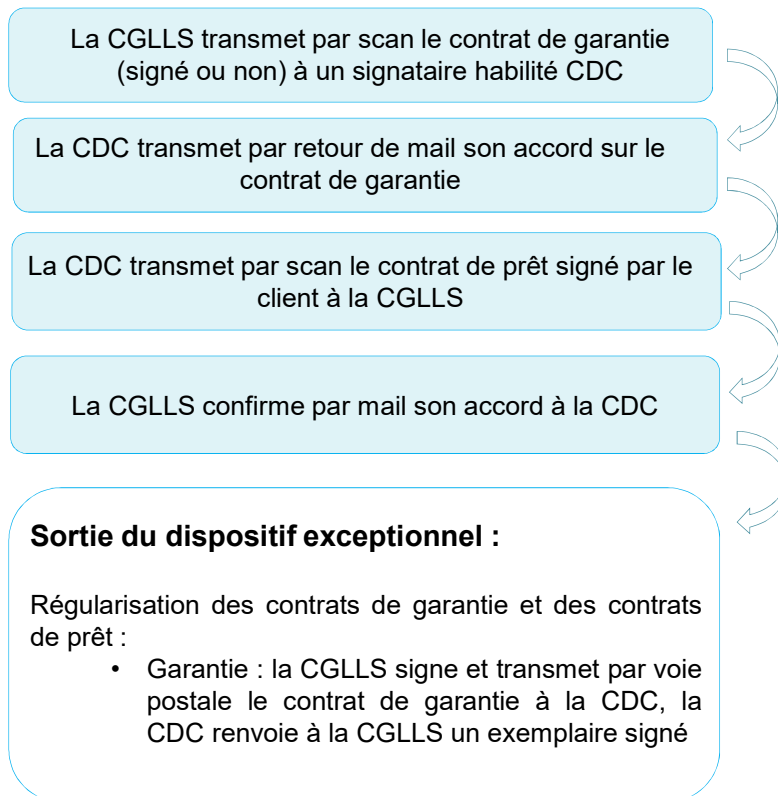 La CGLLS transmet par scan le contrat de garantie
(signé ou non) à un signataire habilité CDC
La CDC transmet par retour de mail son accord sur le
contrat de garantie
La CDC transmet par scan le contrat de prêt signé par le
client à la CGLLS
La CGLLS confirme par mail son accord à la CDC
Sortie du dispositif exceptionnel :
Régularisation des contrats de garantie et des contrats
de prêt :
• Garantie : la CGLLS signe et transmet par voie
postale le contrat de garantie à la CDC, la
CDC renvoie à la CGLLS un exemplaire signé